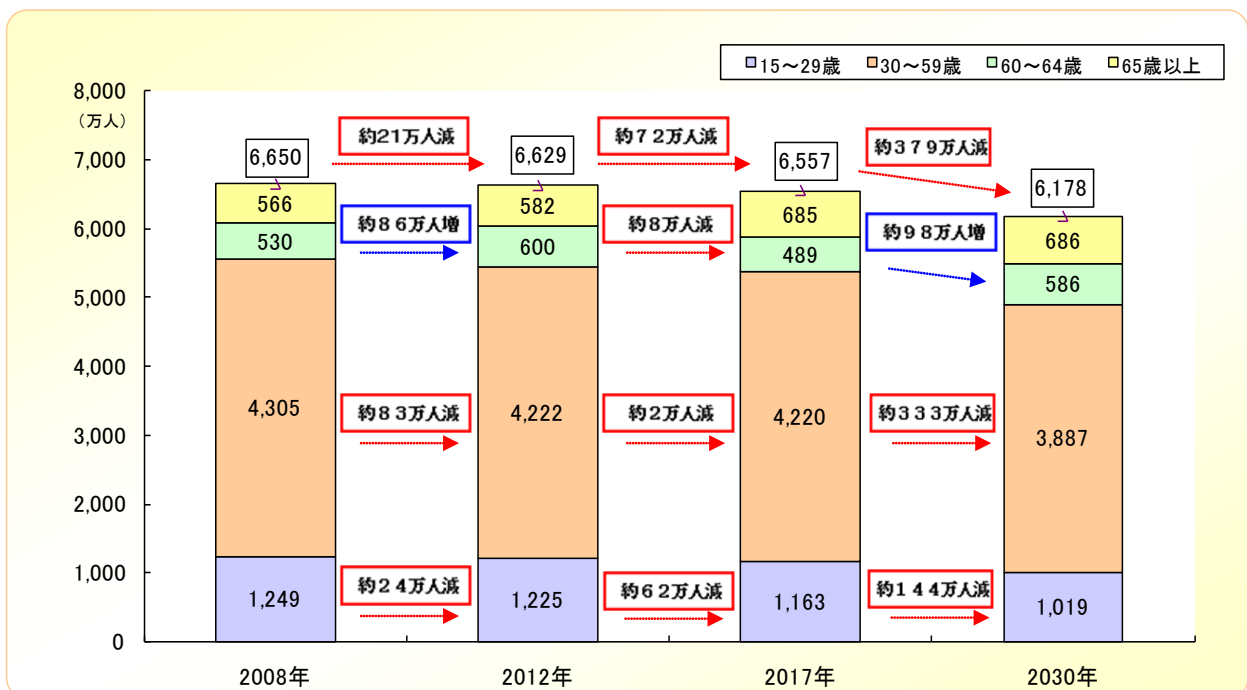 15～29歳 30～59歳 60～64歳 65歳以上
8,000
（万人）
7,000
6,000
5,000
4,000
3,000
2,000
1,000
0
約21万人減 約72万人減 約379万人減
6,650 6,629 6,557 6,178
566 582 685 686
約86万人増 約8万人減 約98万人増
530 600 489 586
4,305 4,222 4,220 3,887
約83万人減 約2万人減 約333万人減
約24万人減 約62万人減 約144万人減
1,249 1,225 1,163 1,019
2008年 2012年 2017年 2030年